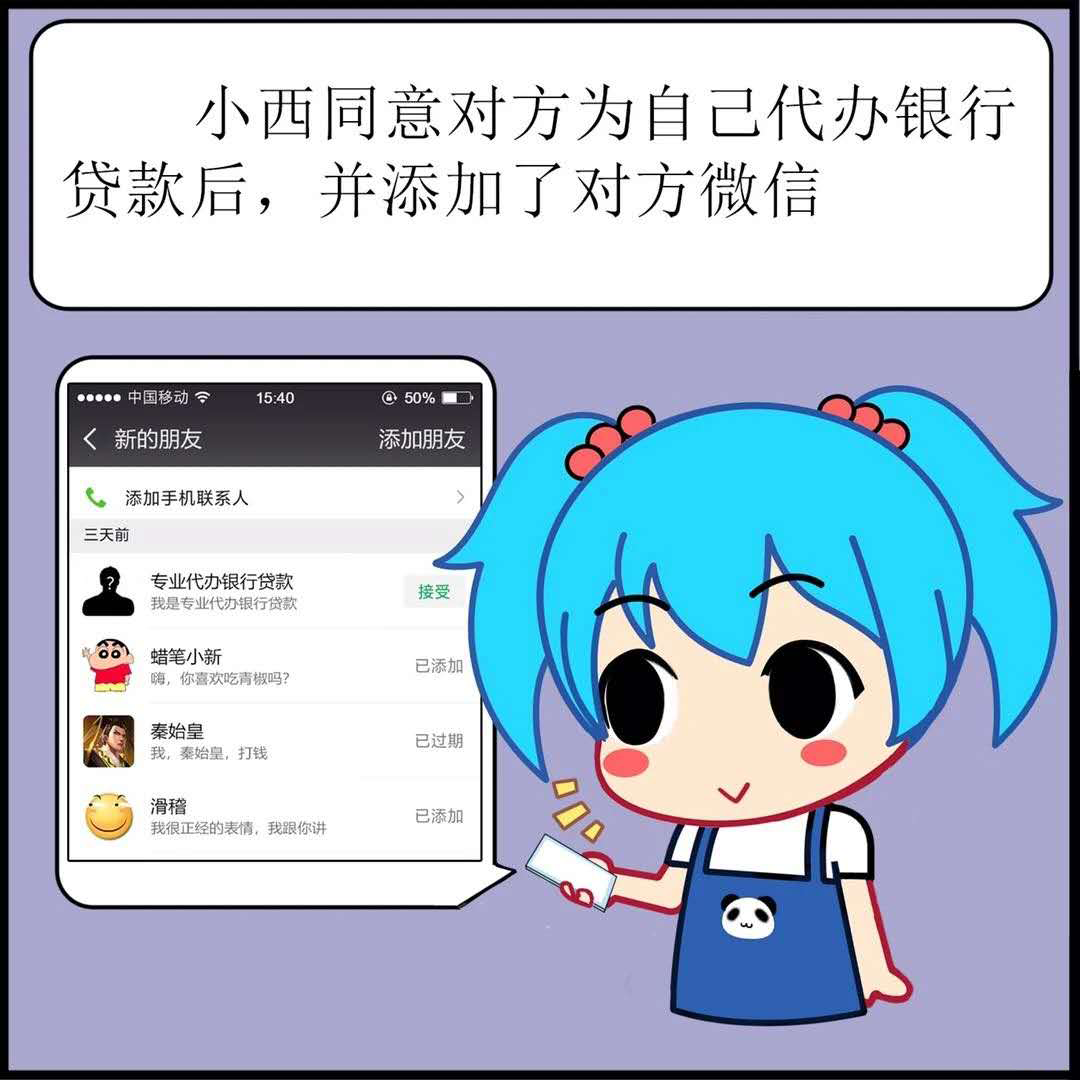 小西同意对方为自己代办银行
贷款后，并添加了对方微信
中国移动 15:40 50%
新的朋友 添加朋友
添加手机联系人
三天前
专业代办银行贷款
我是专业代办银行贷款 接受
蜡笔小新
嗨，你喜欢吃青椒吗? 已添加
秦始皇
我，秦始皇，打钱 已过期
滑稽
我很正经的表情，我跟你讲 已添加